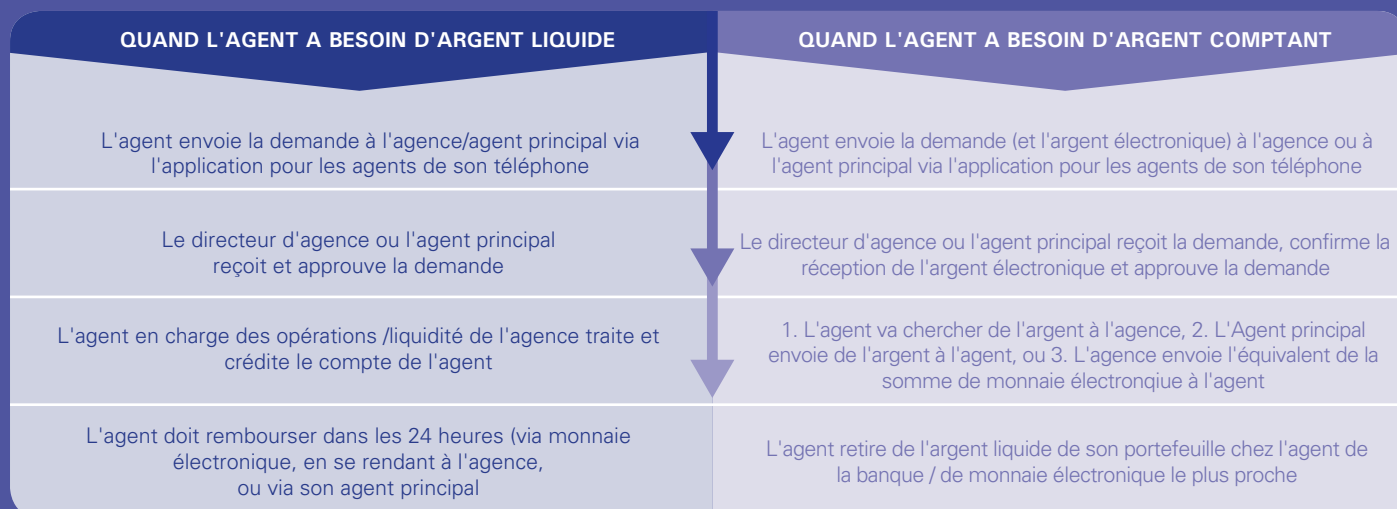 QUAND L'AGENT A BESOIN D'ARGENT LIQUIDE
L'agent envoie la demande à l'agence/agent principal via
l'application pour les agents de son téléphone
Le directeur d'agence ou l'agent principal
reçoit et approuve la demande
L'agent en charge des opérations /liquidité de l'agence traite et
crédite le compte de l'agent
L'agent doit rembourser dans les 24 heures (via monnaie
électronique, en se rendant à l'agence,
ou via son agent principal
QUAND L'AGENT A BESOIN D'ARGENT COMPTANT
L'agent envoie la demande (et l'argent électronique) à l'agence ou à
l'agent principal via l'application pour les agents de son téléphone
Le directeur d'agence ou l'agent principal reçoit la demande, confirme la
réception de l'argent électronique et approuve la demande
1. L'agent va chercher de l'argent à l'agence, 2. L'Agent principal
envoie de l'argent à l'agent, ou 3. L'agence envoie l'équivalent de la
somme de monnaie électronqiue à l'agent
L'agent retire de l'argent liquide de son portefeuille chez l'agent de
la banque / de monnaie électronique le plus proche